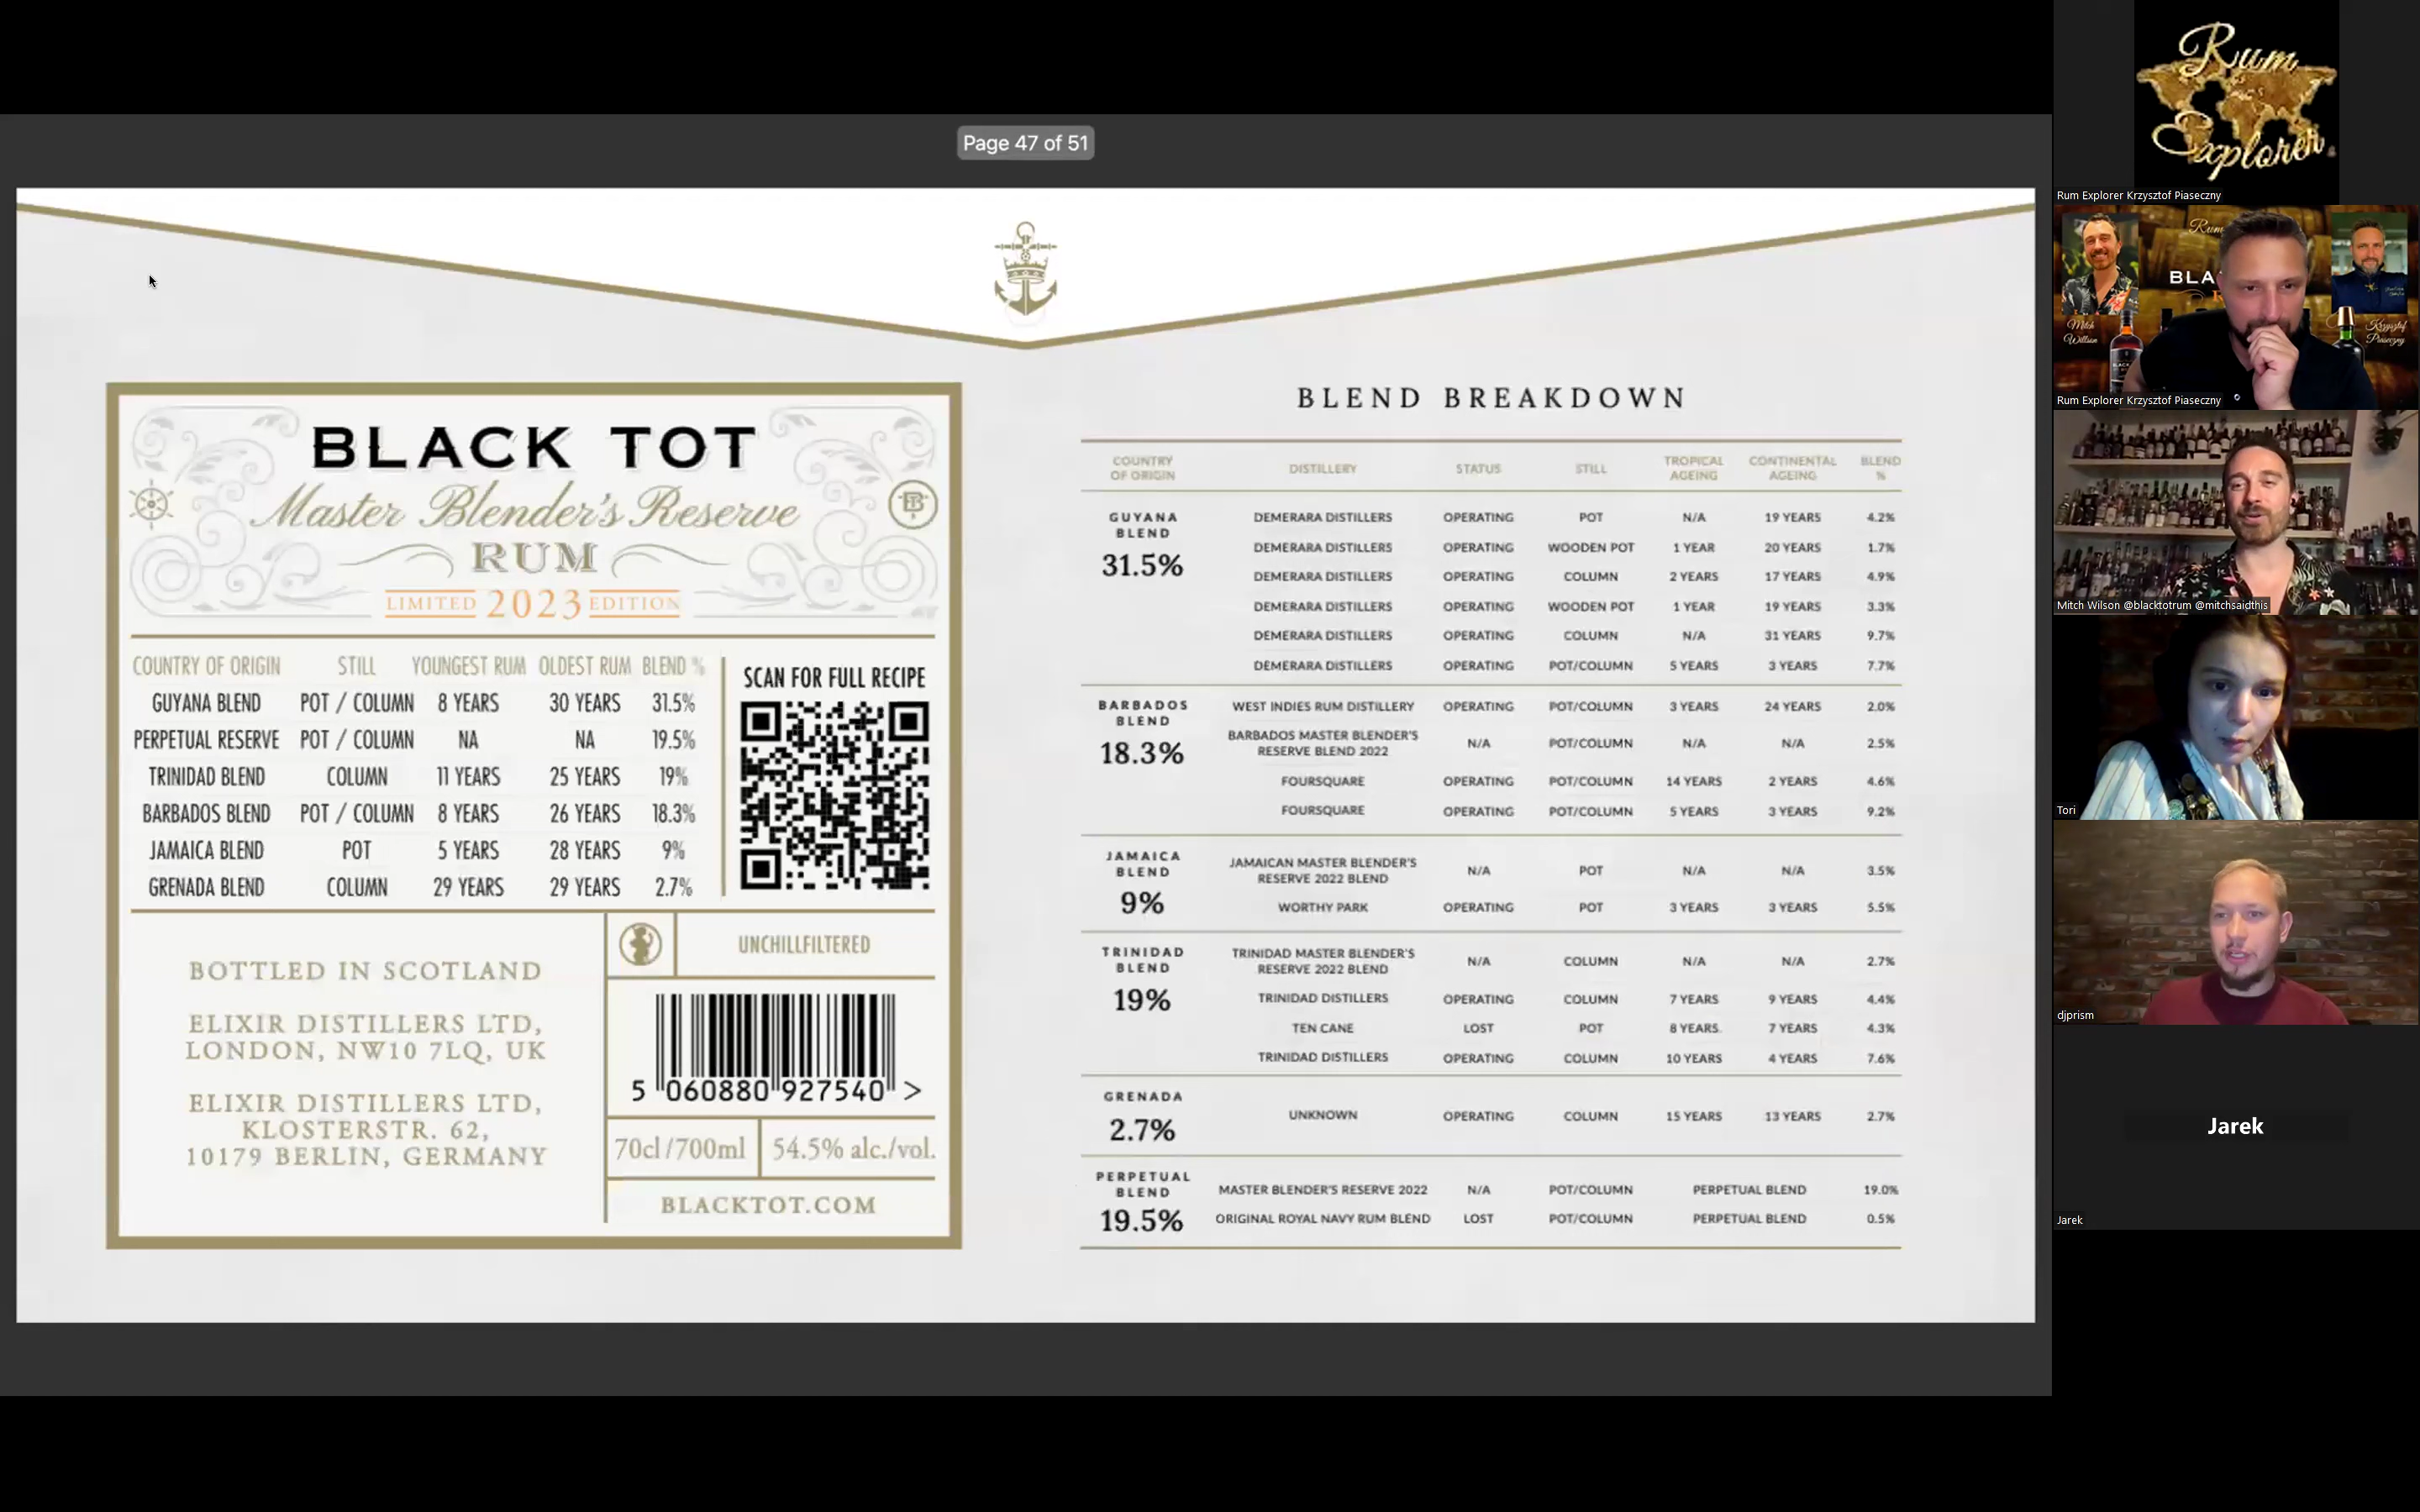 Page 47 of 51
BLACK TOT
Master Blender's Reserve
RUM
LIMITED 2023 EDITION
COUNTRY OF ORIGIN STILL YOUNGEST RUM OLDEST RUM BLEND %
GUYANA BLEND POT / COLUMN 8 YEARS 30 YEARS 31.5%
PERPETUAL RESERVE POT / COLUMN NA NA 19.5%
TRINIDAD BLEND COLUMN 11 YEARS 25 YEARS 19%
BARBADOS BLEND POT / COLUMN 8 YEARS 26 YEARS 18.3%
JAMAICA BLEND POT 5 YEARS 28 YEARS 9%
GRENADA BLEND COLUMN 29 YEARS 29 YEARS 2.7%
SCAN FOR FULL RECIPE
BOTTLED IN SCOTLAND
ELIXIR DISTILLERS LTD,
LONDON, NW10 7LQ, UK
ELIXIR DISTILLERS LTD,
KLOSTERSTR. 62,
10179 BERLIN, GERMANY
UNCHILLFILTERED
5 060880 927540 >
70cl /700ml 54.5% alc./vol.
BLACKTOT.COM
BLEND BREAKDOWN
COUNTRY OF ORIGIN DISTILLERY STATUS STILL TROPICAL AGEING CONTINENTAL AGEING BLEND %
GUYANA BLEND
31.5%
DEMERARA DISTILLERS OPERATING POT N/A 19 YEARS 4.2%
DEMERARA DISTILLERS OPERATING WOODEN POT 1 YEAR 20 YEARS 1.7%
DEMERARA DISTILLERS OPERATING COLUMN 2 YEARS 17 YEARS 4.9%
DEMERARA DISTILLERS OPERATING WOODEN POT 1 YEAR 19 YEARS 3.3%
DEMERARA DISTILLERS OPERATING COLUMN N/A 31 YEARS 9.7%
DEMERARA DISTILLERS OPERATING POT/COLUMN 5 YEARS 3 YEARS 7.7%
BARBADOS BLEND
18.3%
WEST INDIES RUM DISTILLERY OPERATING POT/COLUMN 3 YEARS 24 YEARS 2.0%
BARBADOS MASTER BLENDER'S RESERVE BLEND 2022 N/A POT/COLUMN N/A N/A 2.5%
FOURSQUARE OPERATING POT/COLUMN 14 YEARS 2 YEARS 4.6%
FOURSQUARE OPERATING POT/COLUMN 5 YEARS 3 YEARS 9.2%
JAMAICA BLEND
9%
JAMAICAN MASTER BLENDER'S RESERVE 2022 BLEND N/A POT N/A N/A 3.5%
WORTHY PARK OPERATING POT 3 YEARS 3 YEARS 5.5%
TRINIDAD BLEND
19%
TRINIDAD MASTER BLENDER'S RESERVE 2022 BLEND N/A COLUMN N/A N/A 2.7%
TRINIDAD DISTILLERS OPERATING COLUMN 7 YEARS 9 YEARS 4.4%
TEN CANE LOST POT 8 YEARS 7 YEARS 4.3%
TRINIDAD DISTILLERS OPERATING COLUMN 10 YEARS 4 YEARS 7.6%
GRENADA
2.7%
UNKNOWN OPERATING COLUMN 15 YEARS 13 YEARS 2.7%
PERPETUAL BLEND
19.5%
MASTER BLENDER'S RESERVE 2022 N/A POT/COLUMN PERPETUAL BLEND 19.0%
ORIGINAL ROYAL NAVY RUM BLEND LOST POT/COLUMN PERPETUAL BLEND 0.5%
Rum
Explorer
Rum Explorer Krzysztof Piaseczny
Rum
BLA
Mitch Wilson
Krzysztof Piaseczny
BLACK
Rum Explorer Krzysztof Piaseczny
Mitch Wilson @blacktotrum @mitchsaidthis
Tori
djprism
Jarek
Jarek